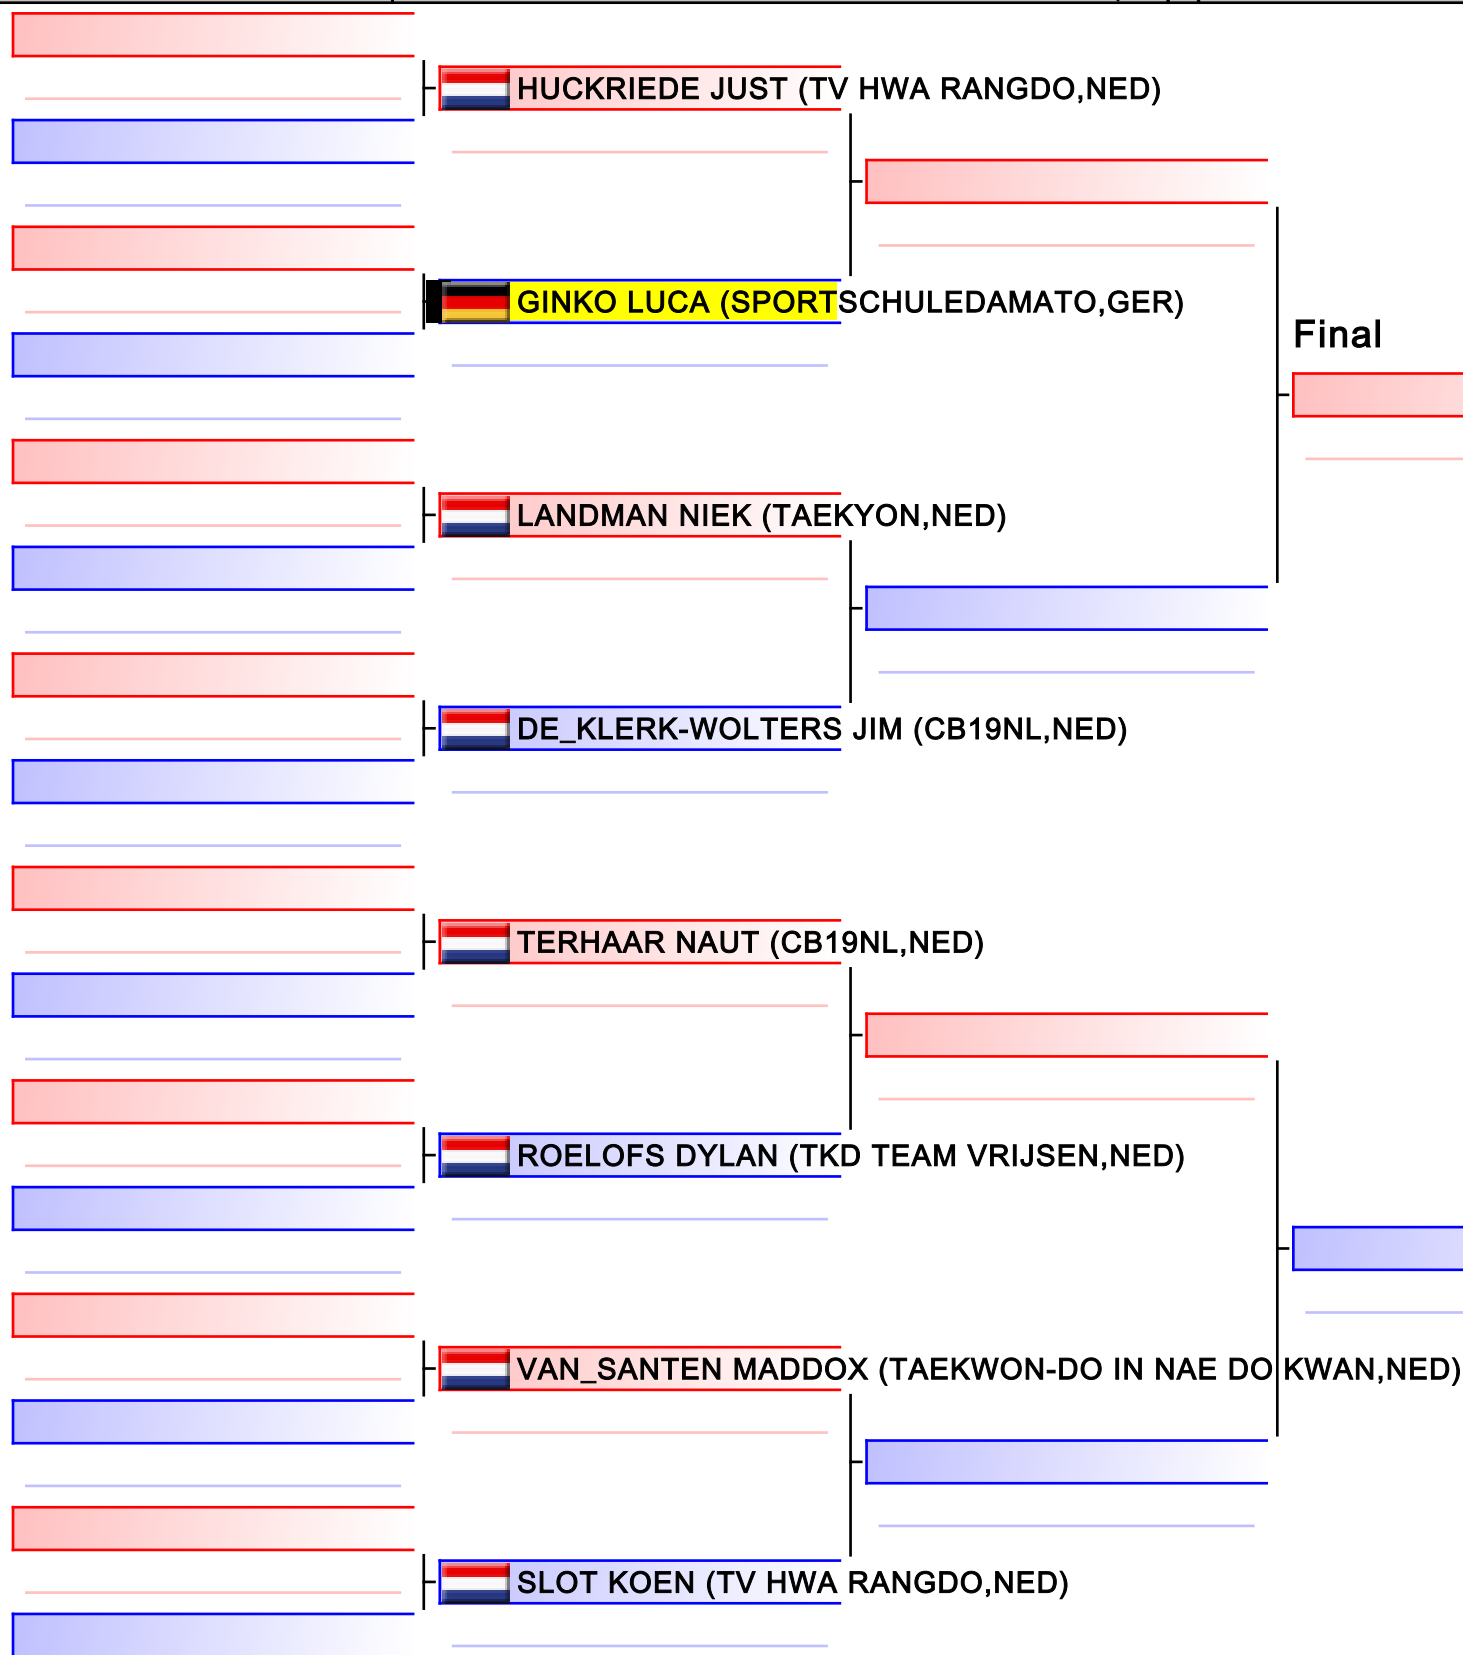 HUCKRIEDE JUST (TV HWA RANGDO,NED)
GINKO LUCA (SPORTSCHULEDAMATO,GER)
Final
LANDMAN NIEK (TAEKYON,NED)
DE_KLERK-WOLTERS JIM (CB19NL,NED)
TERHAAR NAUT (CB19NL,NED)
ROELOFS DYLAN (TKD TEAM VRIJSEN,NED)
VAN_SANTEN MADDOX (TAEKWON-DO IN NAE DO KWAN,NED)
SLOT KOEN (TV HWA RANGDO,NED)